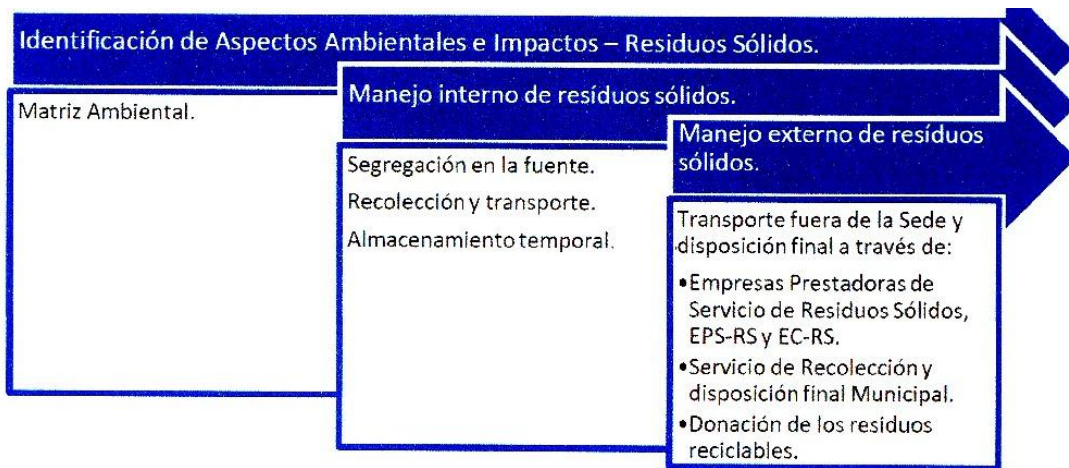 Identificación de Aspectos Ambientales e Impactos – Residuos Sólidos.
Matriz Ambiental.
Manejo interno de resíduos sólidos.
Segregación en la fuente.
Recolección y transporte.
Almacenamiento temporal.
Manejo externo de resíduos
sólidos.
Transporte fuera de la Sede y
disposición final a través de:
•Empresas Prestadoras de
Servicio de Residuos Sólidos,
EPS-RS y EC-RS.
•Servicio de Recolección y
disposición final Municipal.
•Donación de los residuos
reciclables.